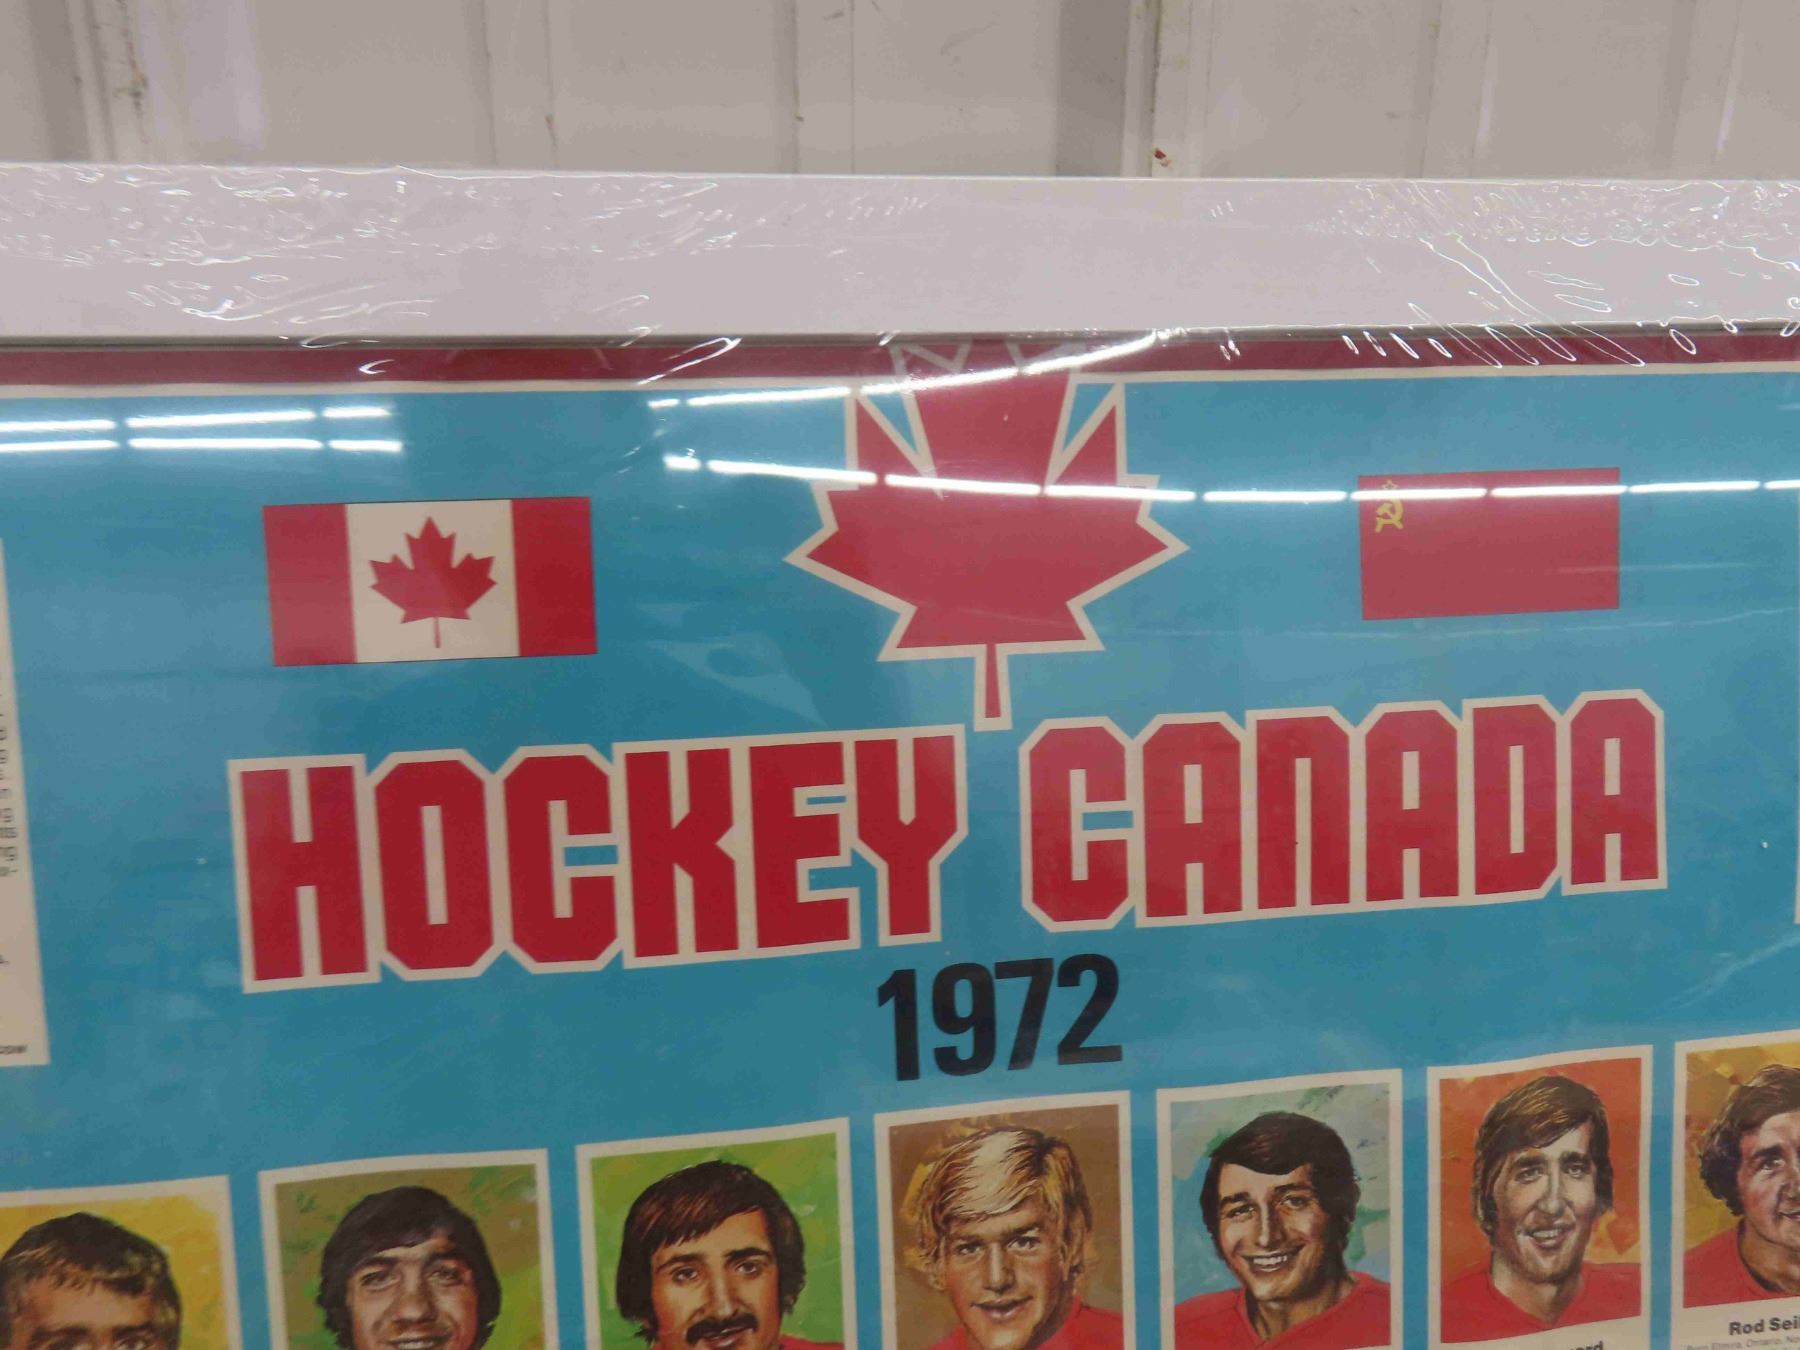 HOCKEY CANADA
1972
Rod Seil